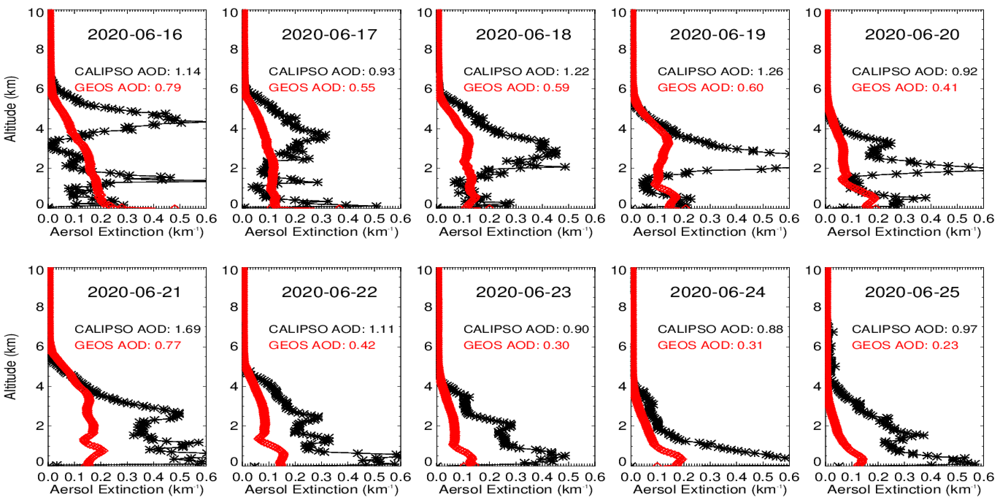 2020-06-16
CALIPSO AOD: 1.14
GEOS AOD: 0.79
10
8
6
4
2
0
Altitude (km)
0.0 0.1 0.2 0.3 0.4 0.5 0.6
Aersol Extinction (km⁻¹)
2020-06-17
CALIPSO AOD: 0.93
GEOS AOD: 0.55
10
8
6
4
2
0
0.0 0.1 0.2 0.3 0.4 0.5 0.6
Aersol Extinction (km⁻¹)
2020-06-18
CALIPSO AOD: 1.22
GEOS AOD: 0.59
10
8
6
4
2
0
0.0 0.1 0.2 0.3 0.4 0.5 0.6
Aersol Extinction (km⁻¹)
2020-06-19
CALIPSO AOD: 1.26
GEOS AOD: 0.60
10
8
6
4
2
0
0.0 0.1 0.2 0.3 0.4 0.5 0.6
Aersol Extinction (km⁻¹)
2020-06-20
CALIPSO AOD: 0.92
GEOS AOD: 0.41
10
8
6
4
2
0
0.0 0.1 0.2 0.3 0.4 0.5 0.6
Aersol Extinction (km⁻¹)
2020-06-21
CALIPSO AOD: 1.69
GEOS AOD: 0.77
10
8
6
4
2
0
Altitude (km)
0.0 0.1 0.2 0.3 0.4 0.5 0.6
Aersol Extinction (km⁻¹)
2020-06-22
CALIPSO AOD: 1.11
GEOS AOD: 0.42
10
8
6
4
2
0
0.0 0.1 0.2 0.3 0.4 0.5 0.6
Aersol Extinction (km⁻¹)
2020-06-23
CALIPSO AOD: 0.90
GEOS AOD: 0.30
10
8
6
4
2
0
0.0 0.1 0.2 0.3 0.4 0.5 0.6
Aersol Extinction (km⁻¹)
2020-06-24
CALIPSO AOD: 0.88
GEOS AOD: 0.31
10
8
6
4
2
0
0.0 0.1 0.2 0.3 0.4 0.5 0.6
Aersol Extinction (km⁻¹)
2020-06-25
CALIPSO AOD: 0.97
GEOS AOD: 0.23
10
8
6
4
2
0
0.0 0.1 0.2 0.3 0.4 0.5 0.6
Aersol Extinction (km⁻¹)